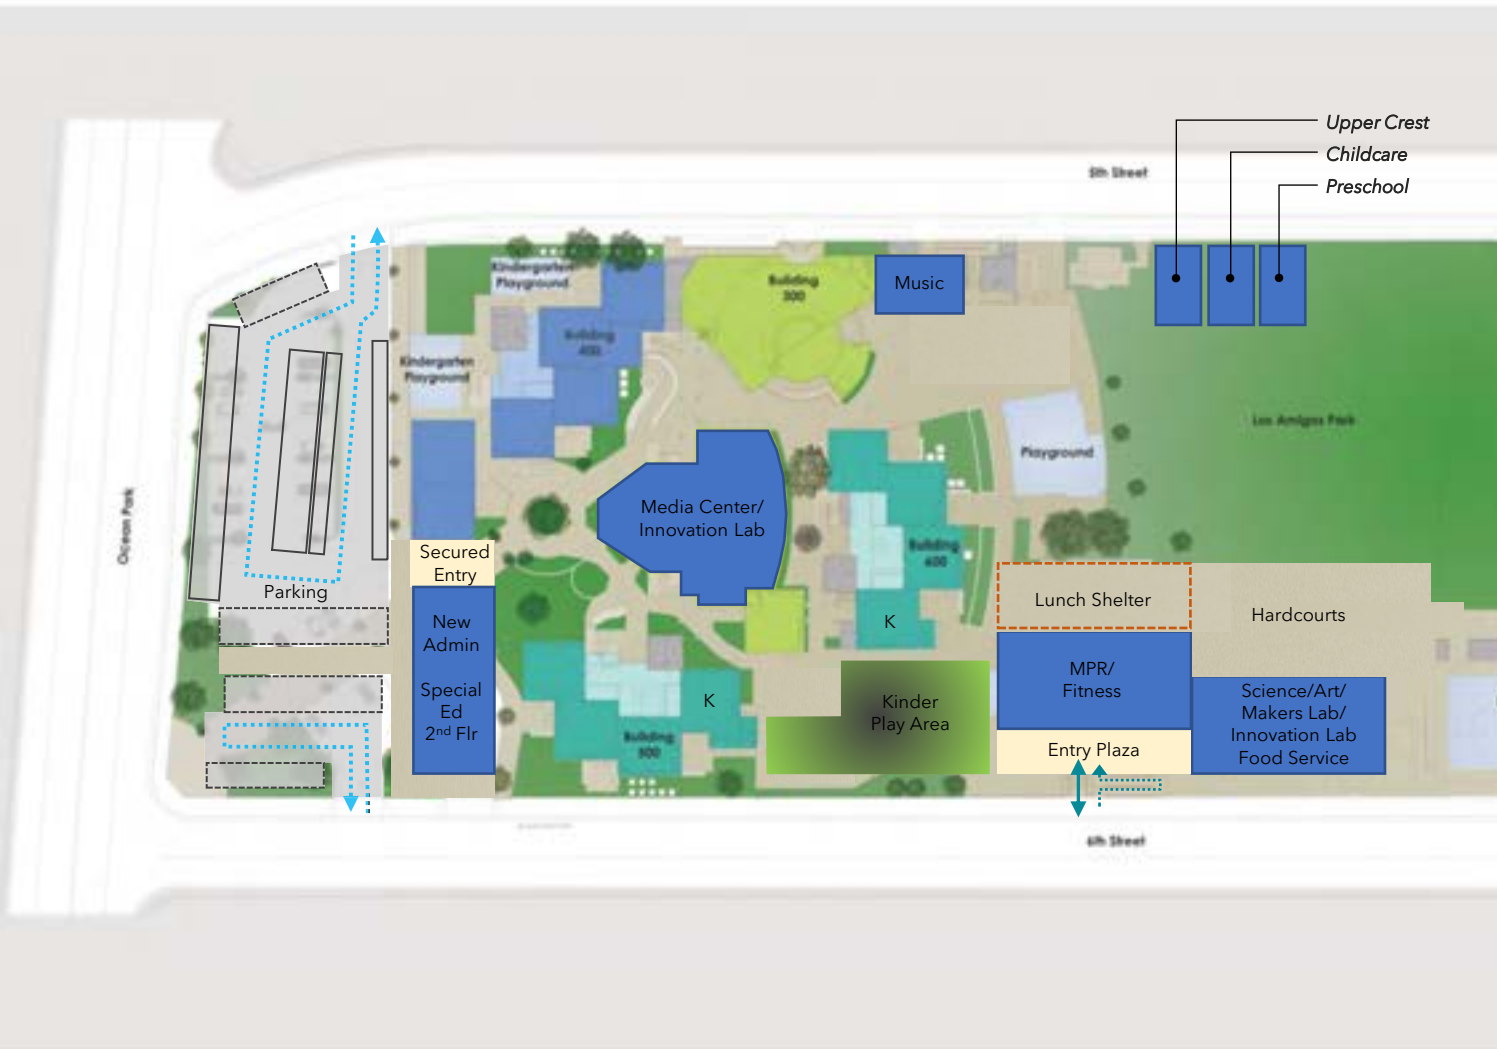 Upper Crest
Childcare
Preschool
5th Street
Kindergarten
Playground
Building
300
Music
Building
400
Kindergarten
Playground
Los Amigos Park
Playground
Media Center/
Innovation Lab
Ocean Park
Secured
Entry
Building
600
Parking
Lunch Shelter
Hardcourts
New
Admin
K
MPR/
Fitness
Special
Ed
2nd Flr
K
Kinder
Play Area
Science/Art/
Makers Lab/
Innovation Lab
Food Service
Building
500
Entry Plaza
6th Street